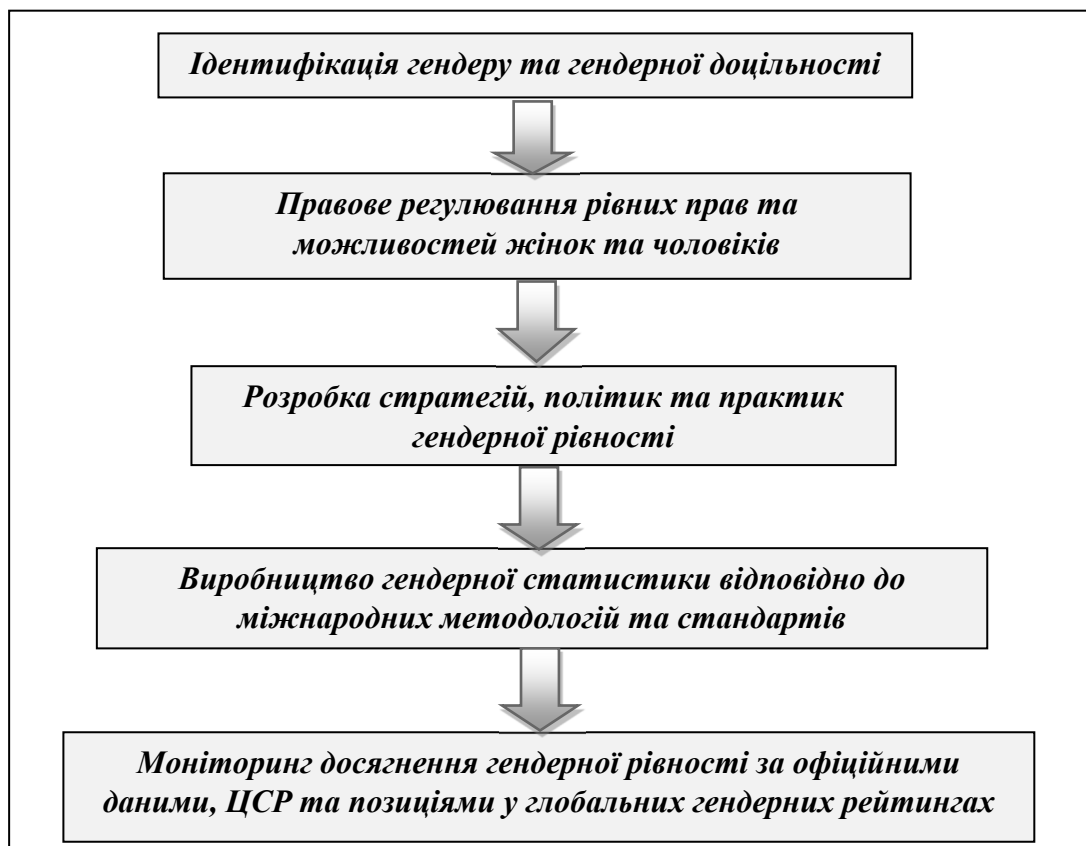 Ідентифікація гендеру та гендерної доцільності
Правове регулювання рівних прав та
можливостей жінок та чоловіків
Розробка стратегій, політик та практик
гендерної рівності
Виробництво гендерної статистики відповідно до
міжнародних методологій та стандартів
Моніторинг досягнення гендерної рівності за офіційними
даними, ЦСР та позиціями у глобальних гендерних рейтингах